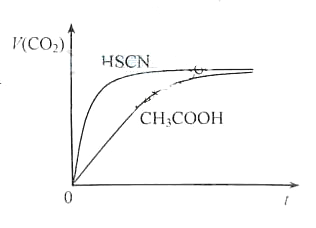 V(CO₂)
HSCN
CH₃COOH
0
t